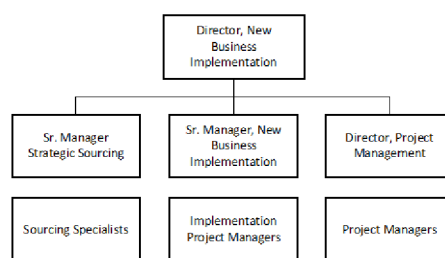 Director, New
Business
Implementation
Sr. Manager
Strategic Sourcing
Sr. Manager, New
Business
Implementation
Director, Project
Management
Sourcing Specialists
Implementation
Project Managers
Project Managers